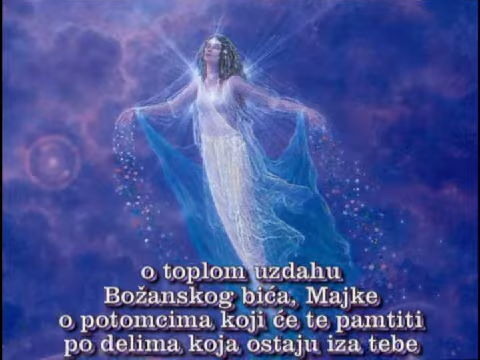 o toplom uzdahu
Božanskog bića, Majke
o potomcima koji će te pamtiti
po delima koja ostaju iza tebe